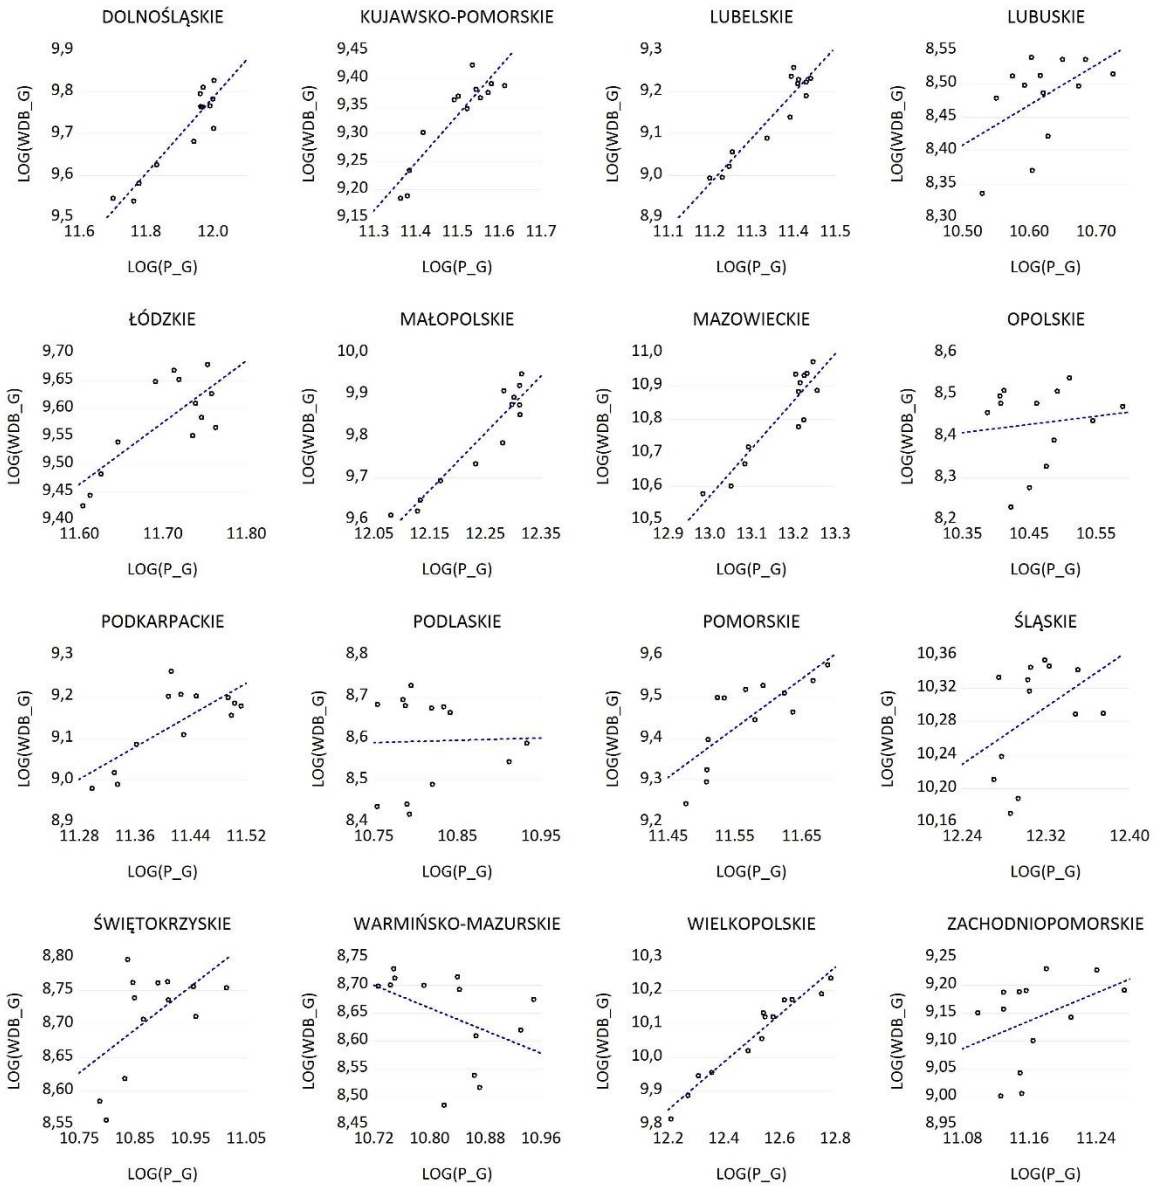 DOLNOŚLĄSKIE
LOG(WDB_G)
9,9
9,8
9,7
9,6
9,5
11.6 11.8 12.0
LOG(P_G)
KUJAWSKO-POMORSKIE
LOG(WDB_G)
9,45
9,40
9,35
9,30
9,25
9,20
9,15
11.3 11.4 11.5 11.6 11.7
LOG(P_G)
LUBELSKIE
LOG(WDB_G)
9,3
9,2
9,1
9,0
8,9
11.1 11.2 11.3 11.4 11.5
LOG(P_G)
LUBUSKIE
LOG(WDB_G)
8,55
8,50
8,45
8,40
8,35
8,30
10.50 10.60 10.70
LOG(P_G)
ŁÓDZKIE
LOG(WDB_G)
9,70
9,65
9,60
9,55
9,50
9,45
9,40
11.60 11.70 11.80
LOG(P_G)
MAŁOPOLSKIE
LOG(WDB_G)
10,0
9,9
9,8
9,7
9,6
12.05 12.15 12.25 12.35
LOG(P_G)
MAZOWIECKIE
LOG(WDB_G)
11,0
10,9
10,8
10,7
10,6
10,5
12.9 13.0 13.1 13.2 13.3
LOG(P_G)
OPOLSKIE
LOG(WDB_G)
8,6
8,5
8,4
8,3
8,2
10.35 10.45 10.55
LOG(P_G)
PODKARPACKIE
LOG(WDB_G)
9,3
9,2
9,1
9,0
8,9
11.28 11.36 11.44 11.52
LOG(P_G)
PODLASKIE
LOG(WDB_G)
8,8
8,7
8,6
8,5
8,4
10.75 10.85 10.95
LOG(P_G)
POMORSKIE
LOG(WDB_G)
9,6
9,5
9,4
9,3
9,2
11.45 11.55 11.65
LOG(P_G)
ŚLĄSKIE
LOG(WDB_G)
10,36
10,32
10,28
10,24
10,20
10,16
12.24 12.32 12.40
LOG(P_G)
ŚWIĘTOKRZYSKIE
LOG(WDB_G)
8,80
8,75
8,70
8,65
8,60
8,55
10.75 10.85 10.95 11.05
LOG(P_G)
WARMIŃSKO-MAZURSKIE
LOG(WDB_G)
8,75
8,70
8,65
8,60
8,55
8,50
8,45
10.72 10.80 10.88 10.96
LOG(P_G)
WIELKOPOLSKIE
LOG(WDB_G)
10,3
10,2
10,1
10,0
9,9
9,8
12.2 12.4 12.6 12.8
LOG(P_G)
ZACHODNIOPOMORSKIE
LOG(WDB_G)
9,25
9,20
9,15
9,10
9,05
9,00
8,95
11.08 11.16 11.24
LOG(P_G)